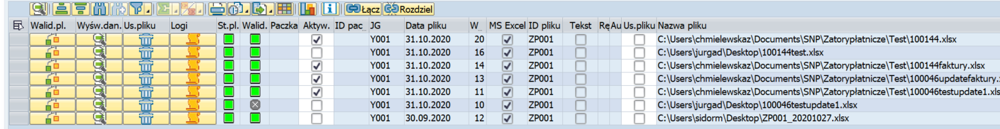 Łącz Rozdziel
Walid.pl. Wyśw.dan. Us.pliku Logi St.pl. Walid. Paczka Aktyw. ID pac JG Data pliku W MS Excel ID pliku Tekst Rę Au Us.pliku Nazwa pliku
Y001 31.10.2020 20 ZP001 C:\Users\chmielewskaz\Documents\SNP\Zatorypłatnicze\Test\100144.xlsx
Y001 31.10.2020 16 ZP001 C:\Users\jurgad\Desktop\100144test.xlsx
Y001 31.10.2020 14 ZP001 C:\Users\chmielewskaz\Documents\SNP\Zatorypłatnicze\Test\100144faktury.xlsx
Y001 31.10.2020 13 ZP001 C:\Users\chmielewskaz\Documents\SNP\Zatorypłatnicze\Test\100046updatefaktury.
Y001 31.10.2020 11 ZP001 C:\Users\chmielewskaz\Documents\SNP\Zatorypłatnicze\Test\100046testupdate1.xls
Y001 31.10.2020 10 ZP001 C:\Users\jurgad\Desktop\100046testupdate1.xlsx
Y001 30.09.2020 12 ZP001 C:\Users\sidorm\Desktop\ZP001_20201027.xlsx